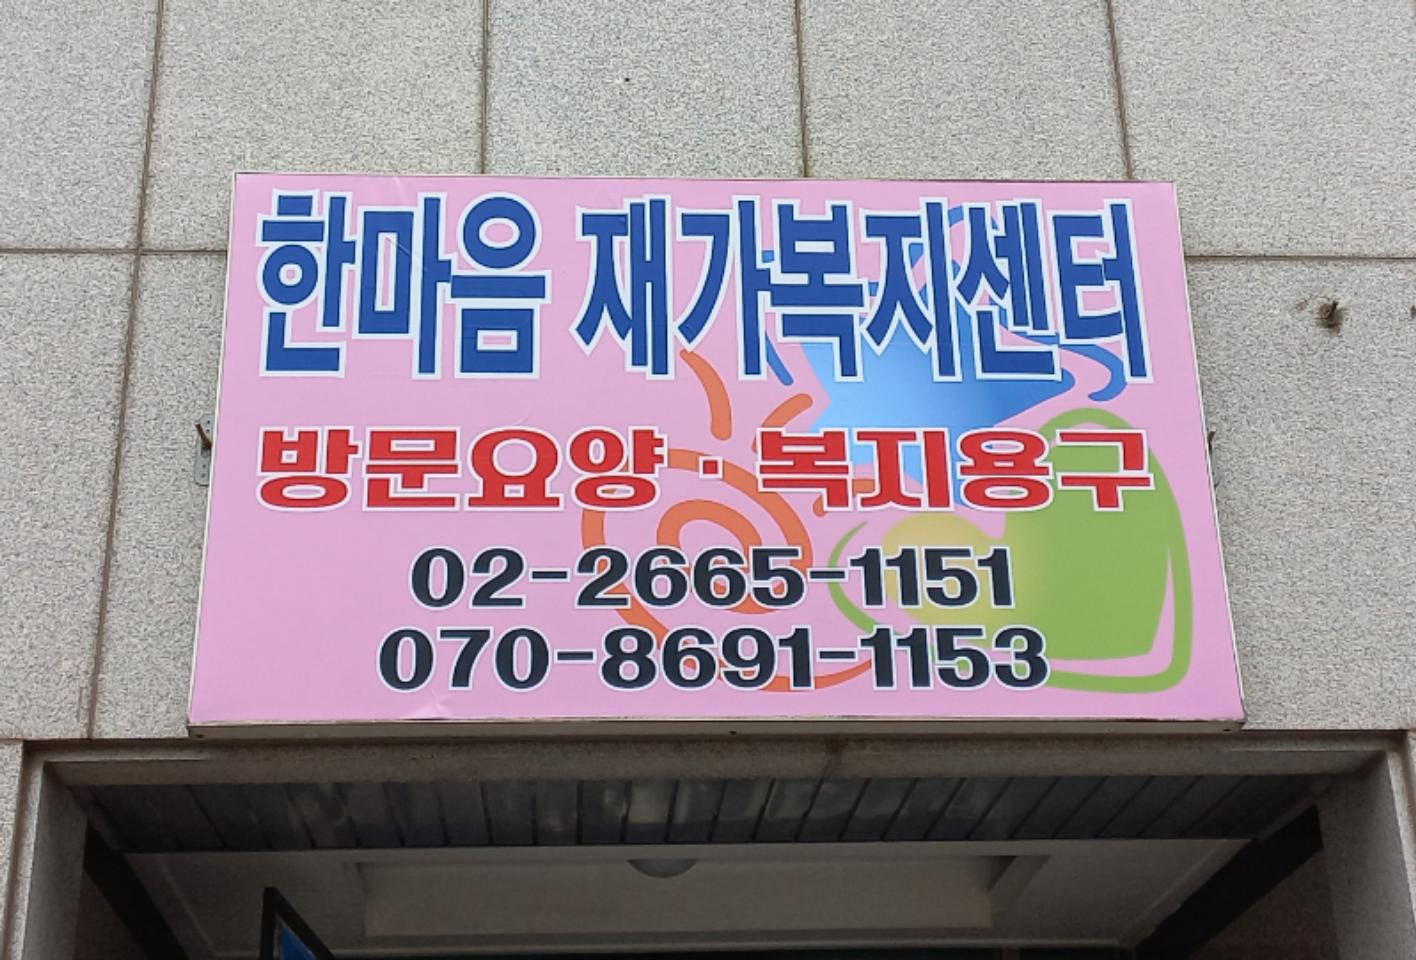 한마음 재가복지센터
방문요양 · 복지용구
02-2665-1151
070-8691-1153